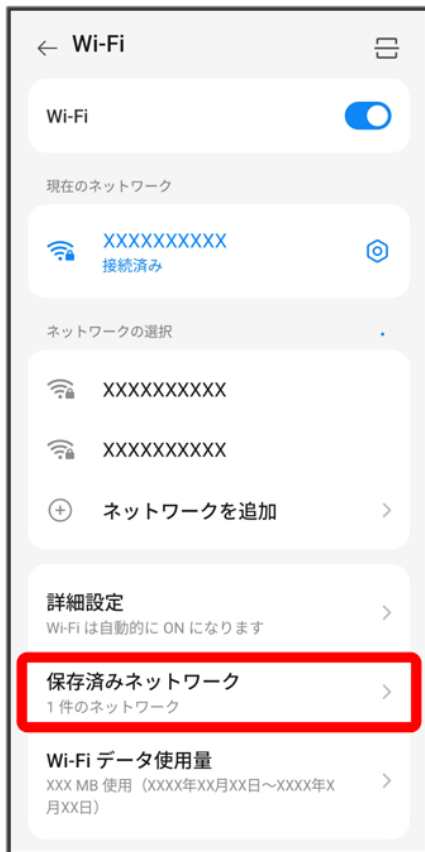 Wi-Fi
Wi-Fi
現在のネットワーク
XXXXXXXXXX
接続済み
ネットワークの選択
XXXXXXXXXX
XXXXXXXXXX
ネットワークを追加
詳細設定
Wi-Fi は自動的に ON になります
保存済みネットワーク
1 件のネットワーク
Wi-Fi データ使用量
XXX MB 使用（XXXX年XX月XX日～XXXX年X
月XX日）